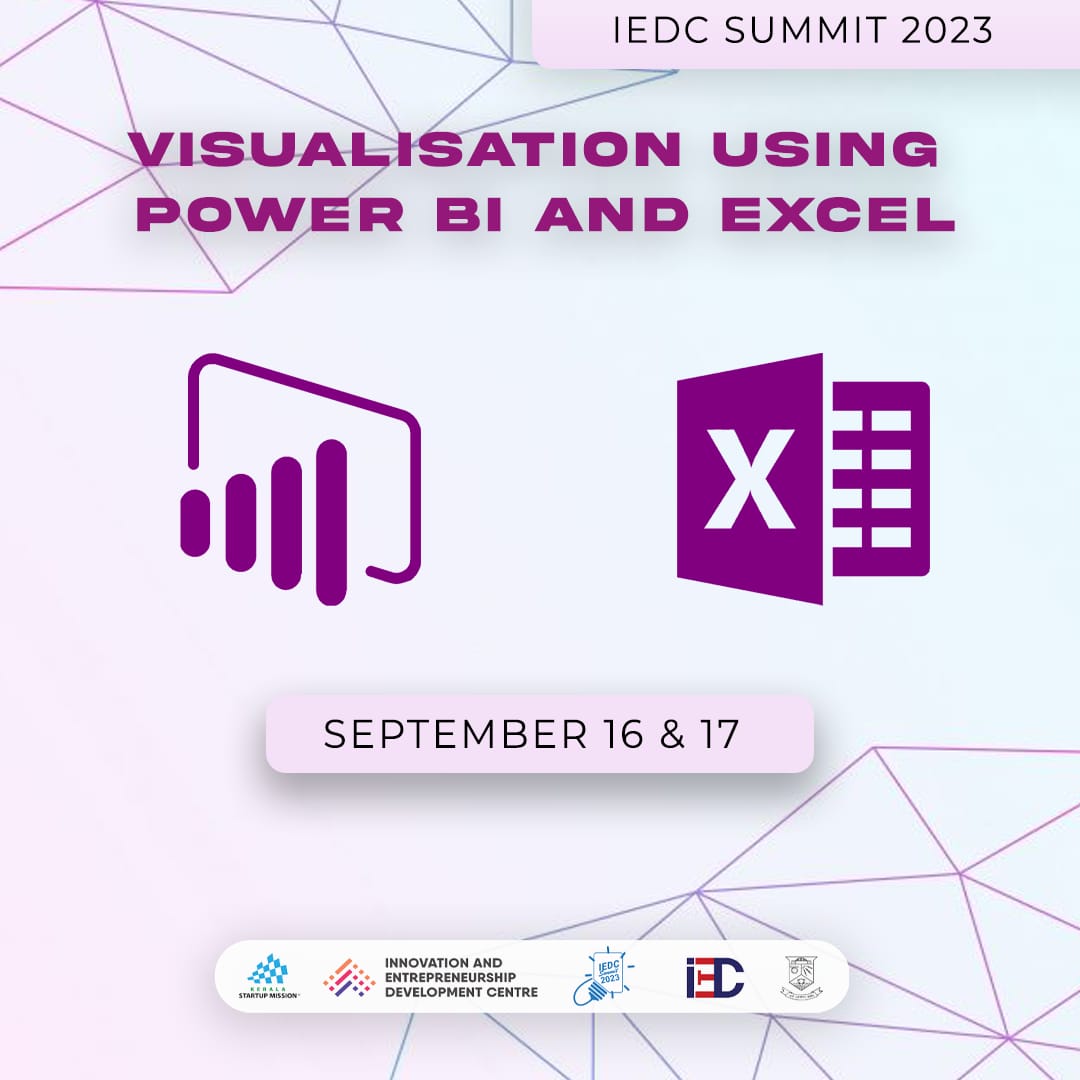 IEDC SUMMIT 2023
VISUALISATION USING
POWER BI AND EXCEL
X
SEPTEMBER 16 & 17
KERALA
STARTUP MISSION
INNOVATION AND
ENTREPRENEURSHIP
DEVELOPMENT CENTRE
IEDC
Summit
2023
iEDC